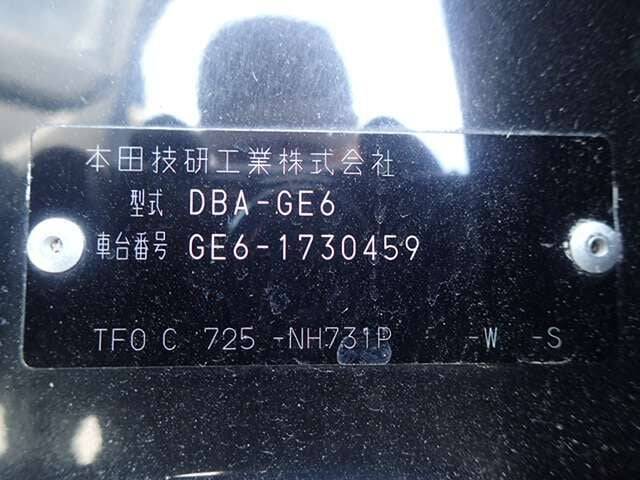 本田技研工業株式会社
型式 DBA-GE6
車台番号 GE6-1730459
TF0 C 725 -NH731P -W -S